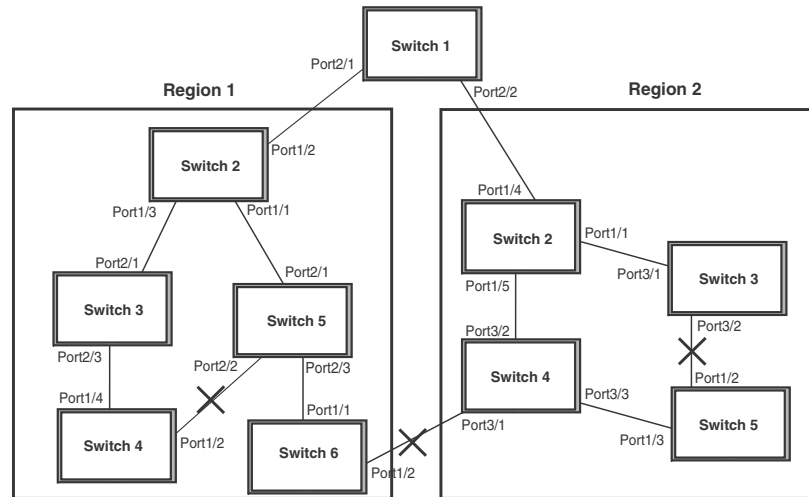 Switch 1
Port2/1
Port2/2
Region 1
Region 2
Switch 2
Port1/2
Port1/3
Port1/1
Port1/4
Switch 2
Port1/1
Port3/1
Switch 3
Port1/5
Port2/1
Port2/1
Switch 3
Switch 5
Port3/2
Port3/2
Port2/3
Port2/2
Port2/3
Switch 4
Port1/2
Port3/3
Port1/4
Port1/1
Switch 4
Port1/2
Switch 6
Port3/1
Port1/3
Switch 5
Port1/2